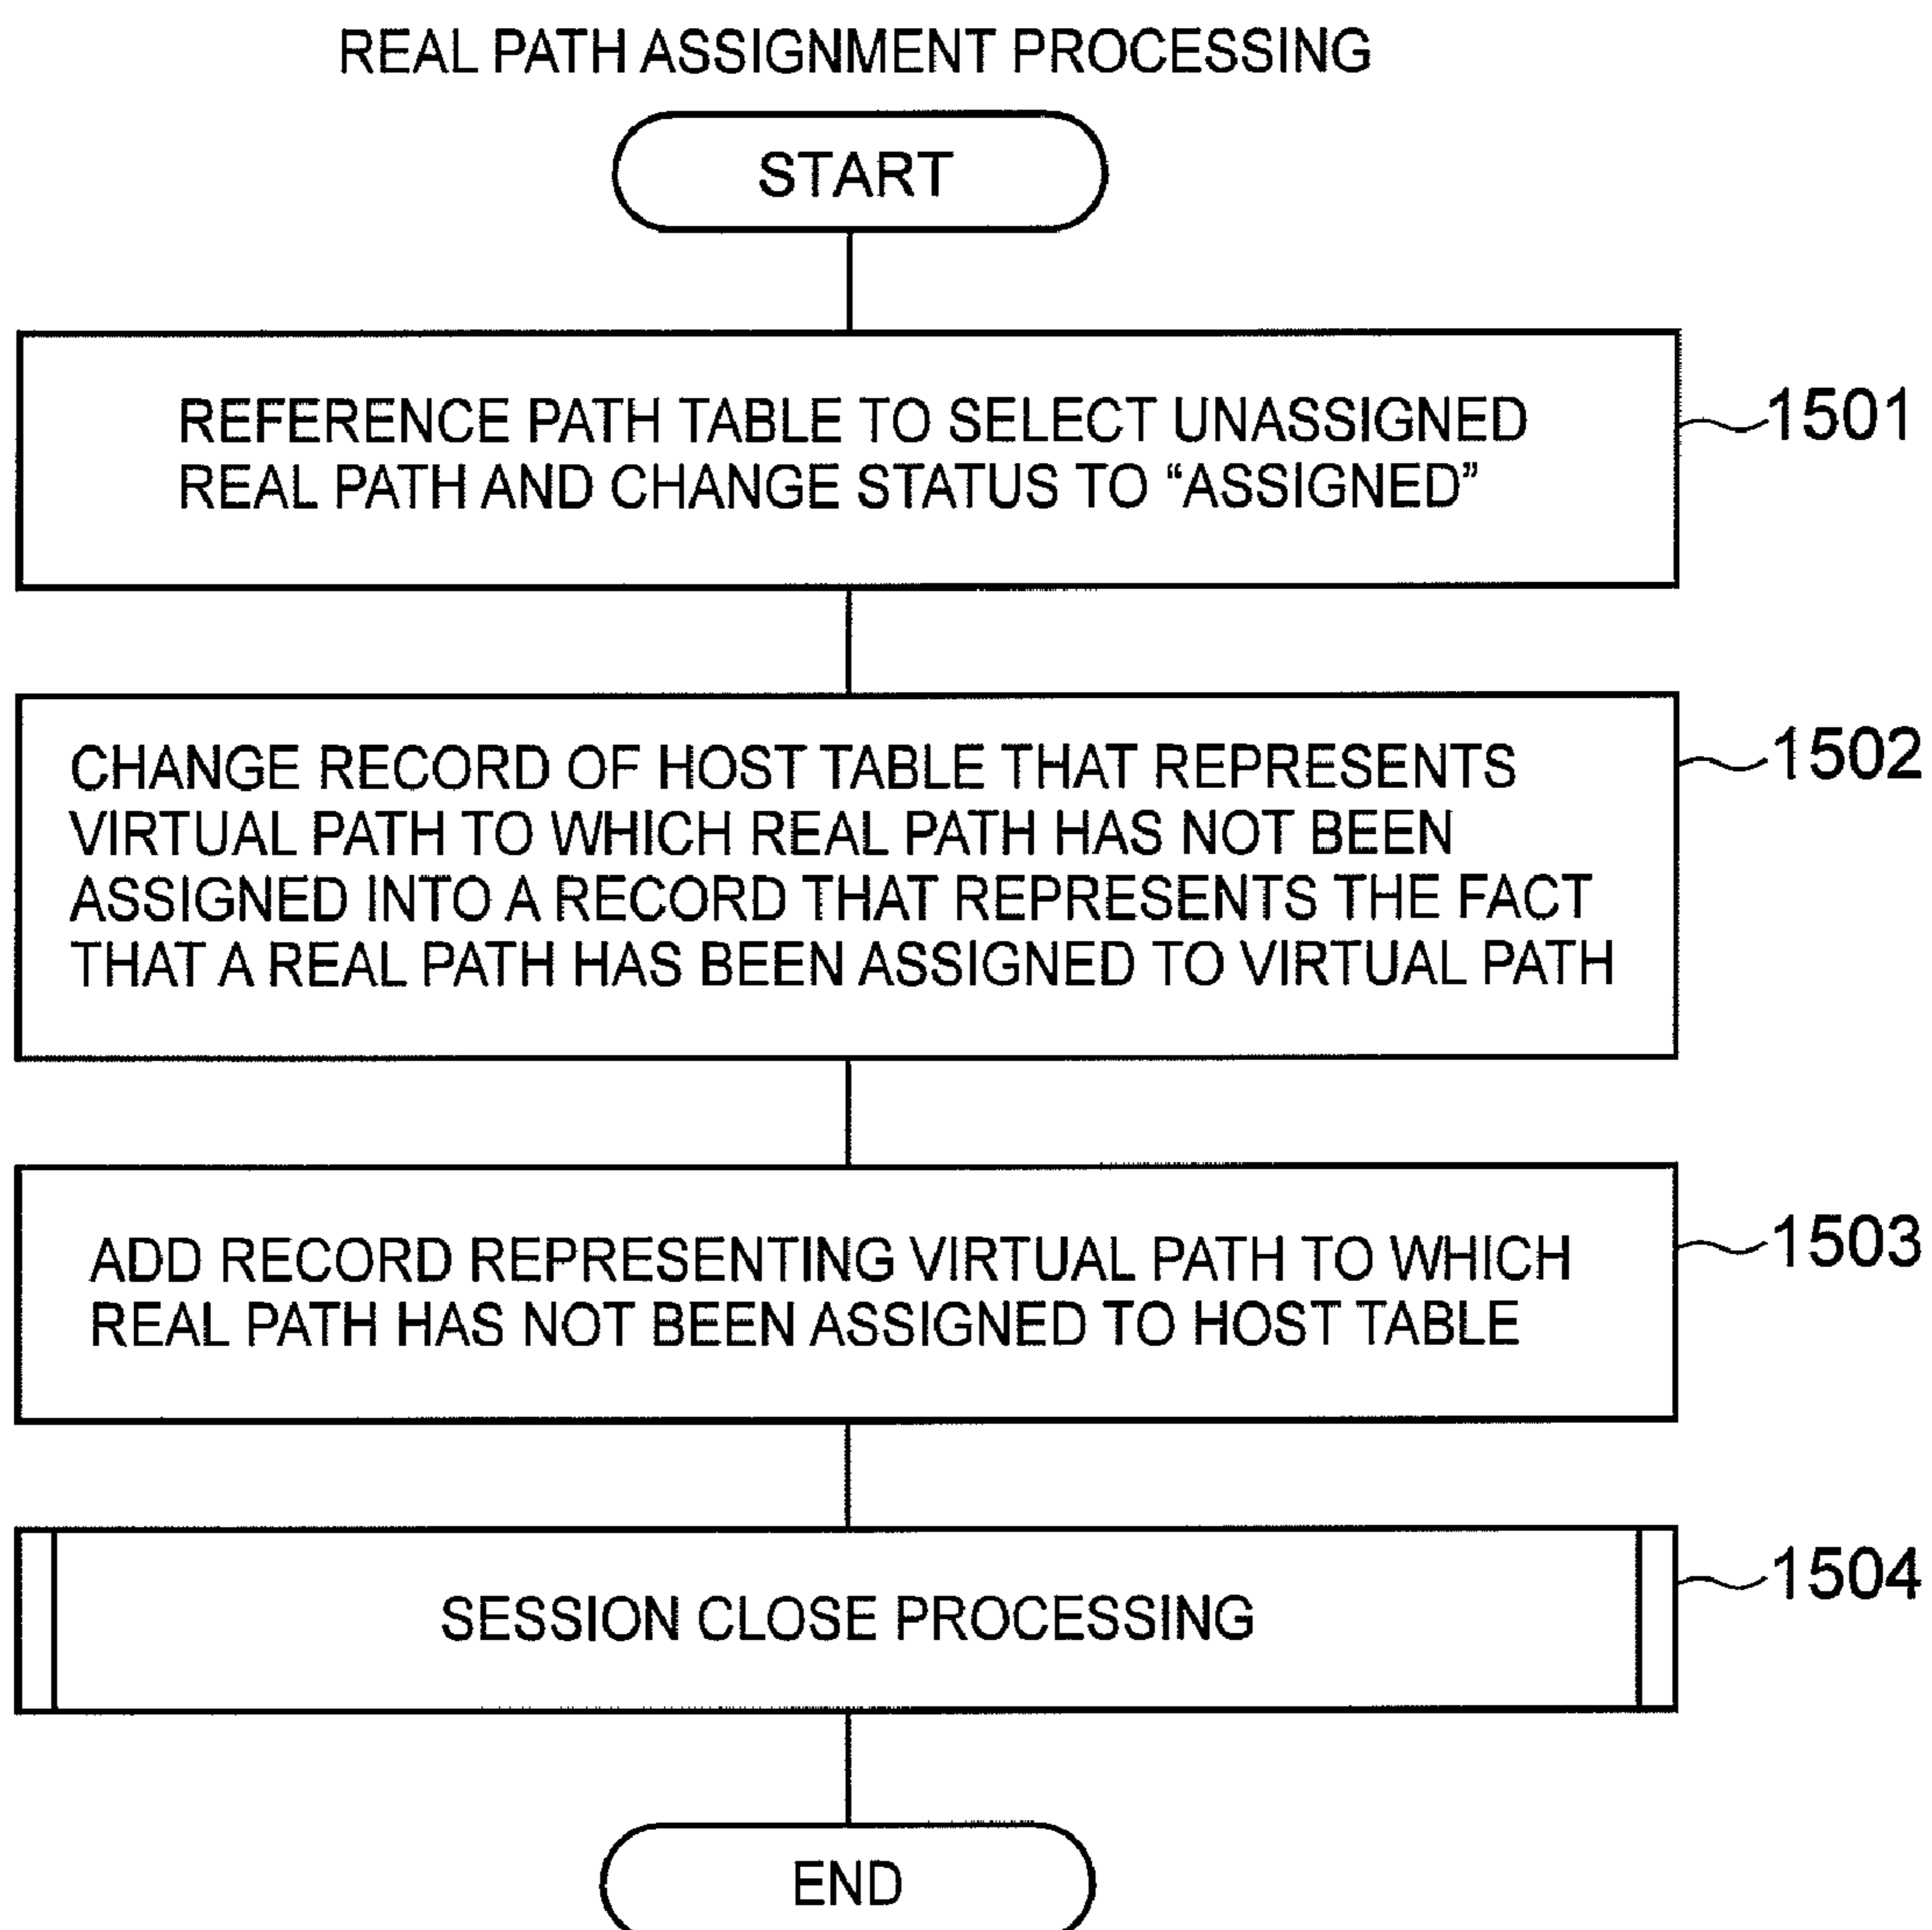 REAL PATH ASSIGNMENT PROCESSING
START
REFERENCE PATH TABLE TO SELECT UNASSIGNED
REAL PATH AND CHANGE STATUS TO “ASSIGNED”
1501
CHANGE RECORD OF HOST TABLE THAT REPRESENTS
VIRTUAL PATH TO WHICH REAL PATH HAS NOT BEEN
ASSIGNED INTO A RECORD THAT REPRESENTS THE FACT
THAT A REAL PATH HAS BEEN ASSIGNED TO VIRTUAL PATH
1502
ADD RECORD REPRESENTING VIRTUAL PATH TO WHICH
REAL PATH HAS NOT BEEN ASSIGNED TO HOST TABLE
1503
SESSION CLOSE PROCESSING
1504
END